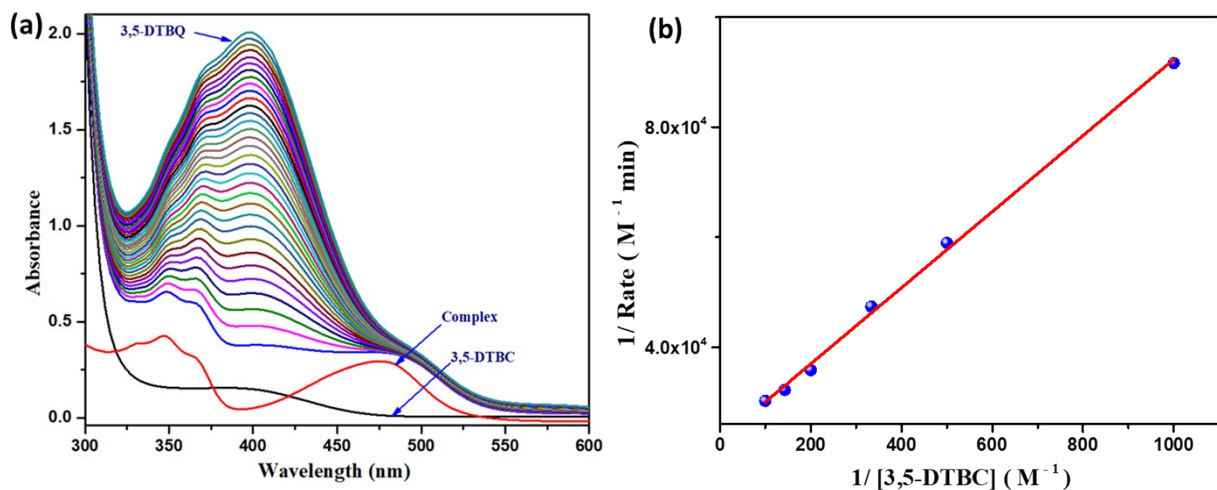 (a)
2.0
1.5
1.0
0.5
0.0
Absorbance
3,5-DTBQ
Complex
3,5-DTBC
300 350 400 450 500 550 600
Wavelength (nm)
(b)
8.0x10⁴
4.0x10⁴
1/ Rate ( M⁻¹ min)
0 200 400 600 800 1000
1/ [3,5-DTBC] ( M⁻¹)